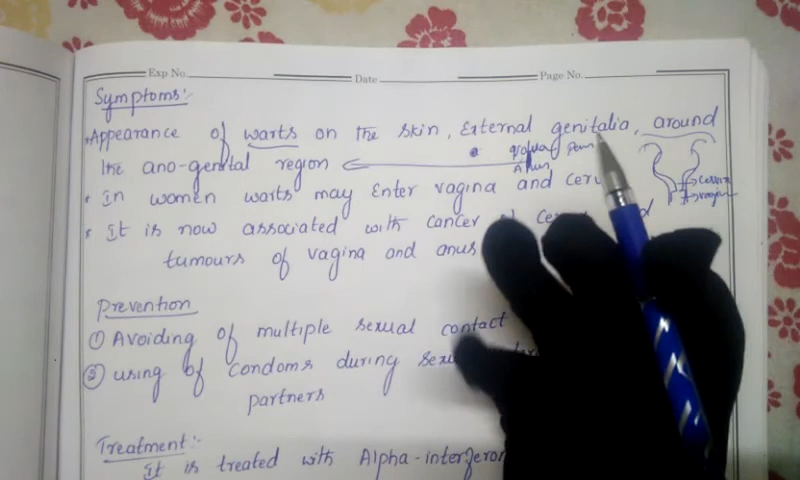 Exp No.
Date
Page No.
Symptoms:-
• Appearance of warts on the skin, External genitalia, around
Anus
the ano-genital region
• In women warts may Enter vagina and
• It is now associated with cancer
tumours of vagina and anus
Prevention
① Avoiding of multiple sexual contact
② using of Condoms during
partners
Treatment:-
It is treated with Alpha-interferon